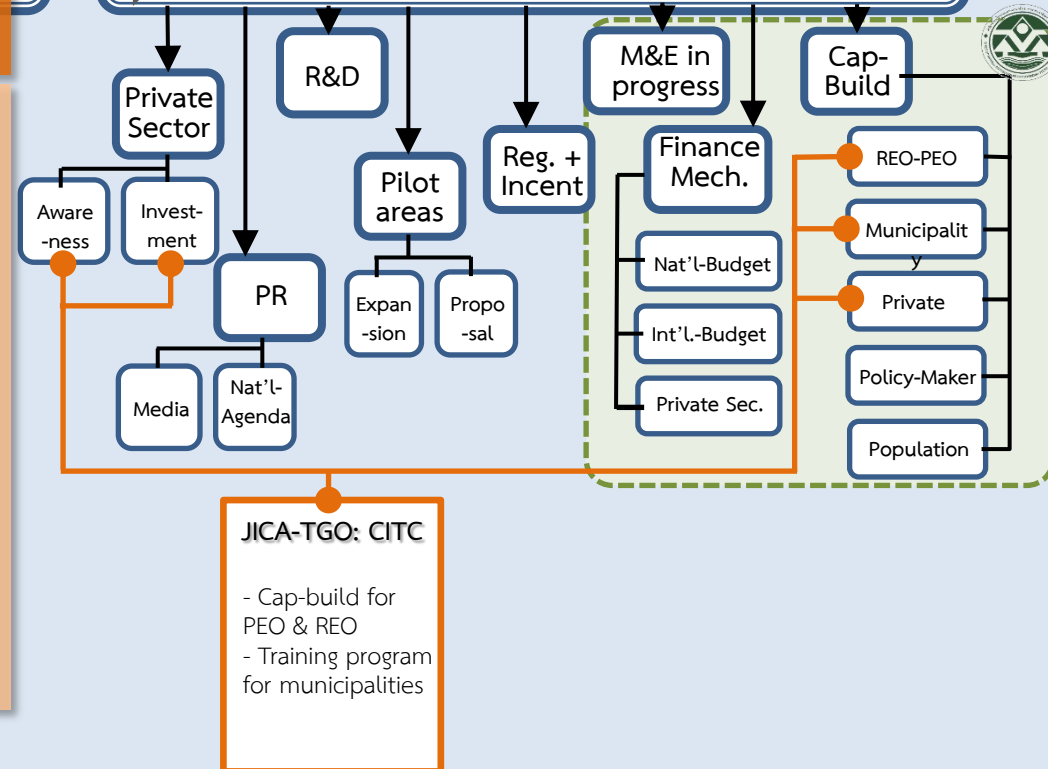 R&D
M&E in
progress
Cap-
Build
Private
Sector
Reg. +
Incent
Finance
Mech.
REO-PEO
Pilot
areas
Aware
-ness
Invest-
ment
Municipalit
y
Nat'l-Budget
PR
Expan
-sion
Propo
-sal
Private
Int'l.-Budget
Policy-Maker
Media
Nat'l-
Agenda
Private Sec.
Population
JICA-TGO: CITC
- Cap-build for
PEO & REO
- Training program
for municipalities